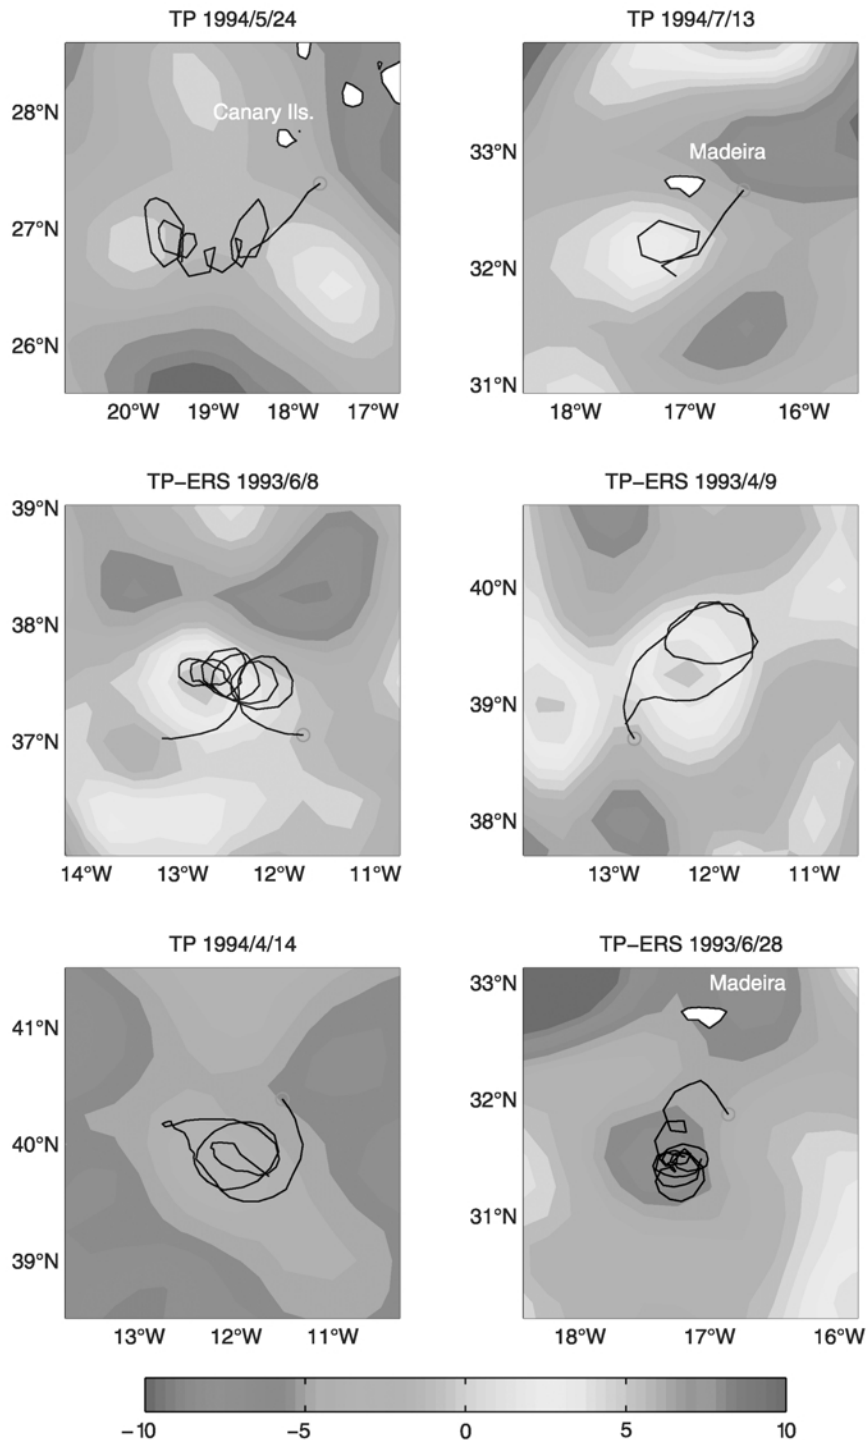 TP 1994/5/24
TP 1994/7/13
28°N
27°N
26°N
Canary Ils.
20°W 19°W 18°W 17°W
33°N
32°N
31°N
Madeira
18°W 17°W 16°W
TP-ERS 1993/6/8
TP-ERS 1993/4/9
39°N
38°N
37°N
14°W 13°W 12°W 11°W
40°N
39°N
38°N
13°W 12°W 11°W
TP 1994/4/14
TP-ERS 1993/6/28
41°N
40°N
39°N
13°W 12°W 11°W
33°N
32°N
31°N
Madeira
18°W 17°W 16°W
-10 -5 0 5 10